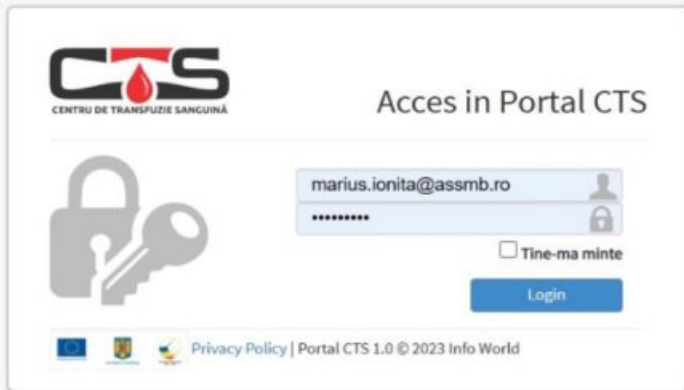 CTS
CENTRU DE TRANSFUZIE SANGUINĂ
Acces in Portal CTS
marius.ionita@assmb.ro
•••••••••
Tine-ma minte
Login
Privacy Policy | Portal CTS 1.0 © 2023 Info World